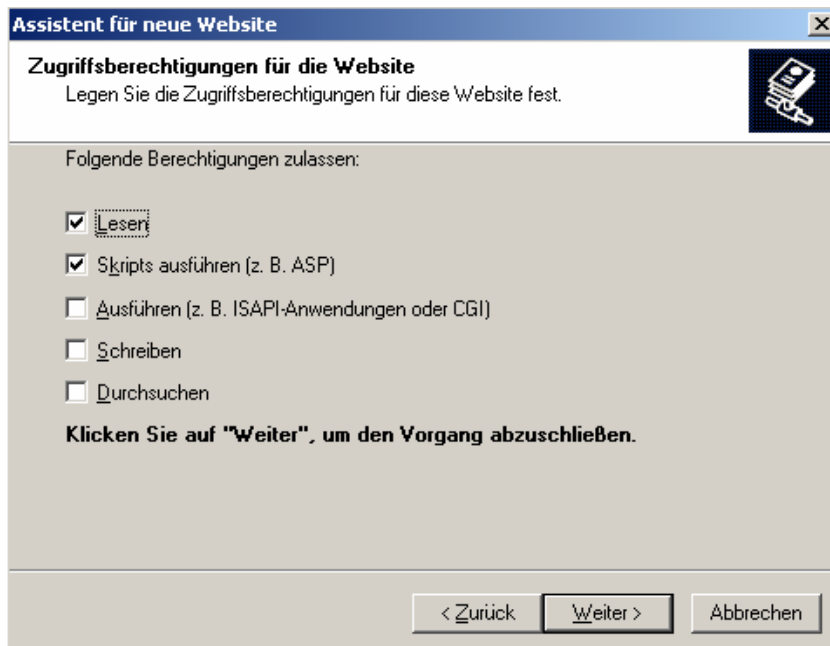 Assistent für neue Website
Zugriffsberechtigungen für die Website
Legen Sie die Zugriffsberechtigungen für diese Website fest.
Folgende Berechtigungen zulassen:
Lesen
Skripts ausführen (z. B. ASP)
Ausführen (z. B. ISAPI-Anwendungen oder CGI)
Schreiben
Durchsuchen
Klicken Sie auf "Weiter", um den Vorgang abzuschließen.
< Zurück Weiter > Abbrechen